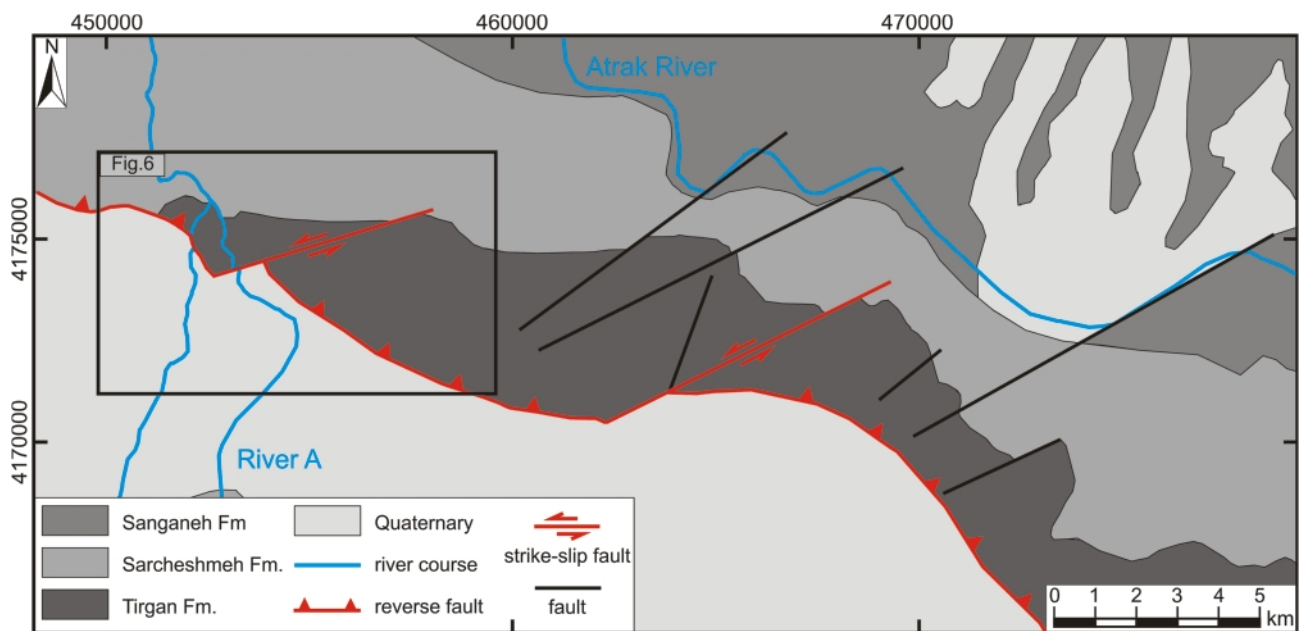 450000
460000
470000
N
Atrak River
Fig.6
4175000
4170000
River A
Sanganeh Fm
Quaternary
strike-slip fault
Sarcheshmeh Fm.
river course
Tirgan Fm.
reverse fault
fault
0 1 2 3 4 5
km